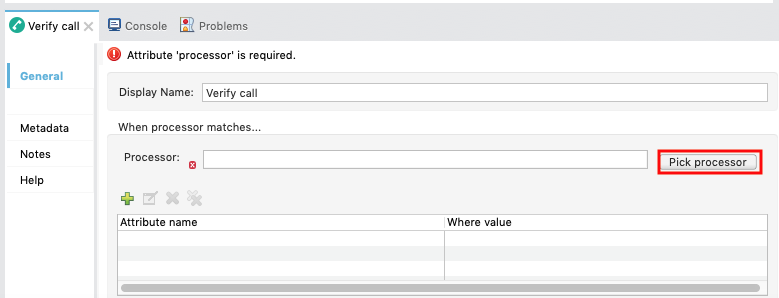 Verify call Console Problems
Attribute 'processor' is required.
General
Display Name: Verify call
Metadata
When processor matches...
Notes
Processor: Pick processor
Help
Attribute name Where value